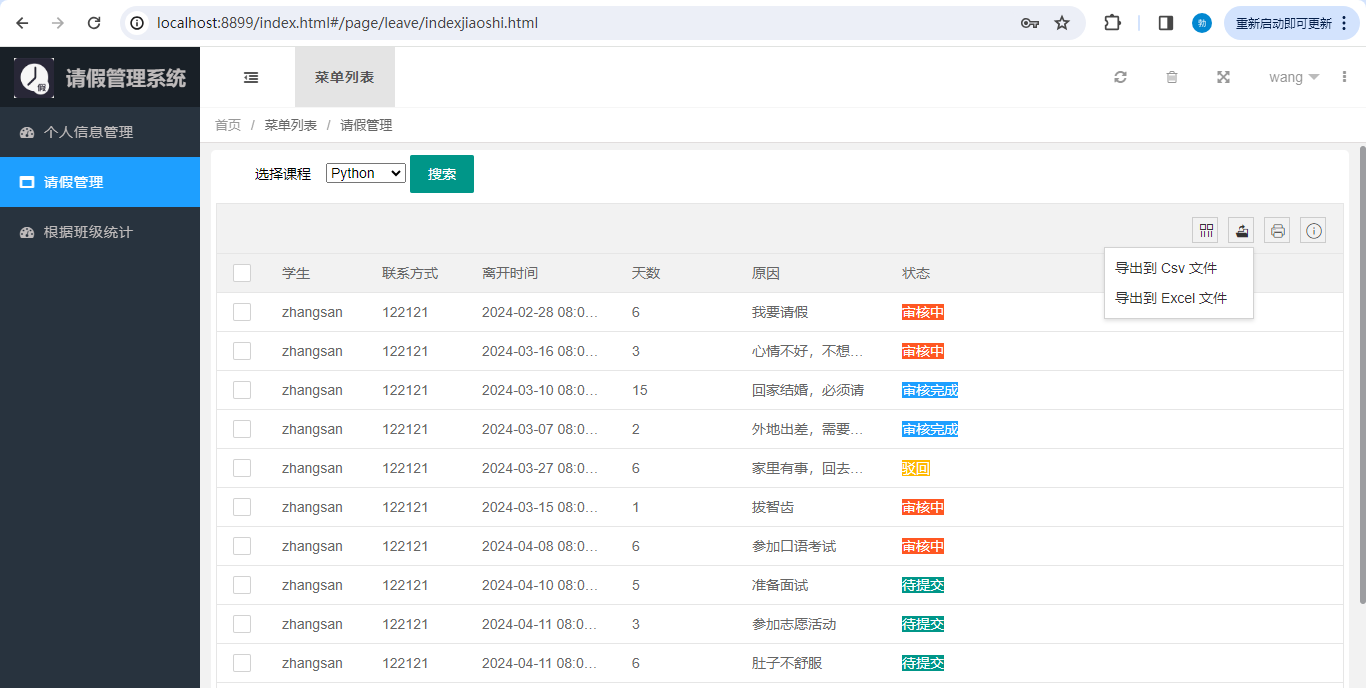 localhost:8899/index.html#/page/leave/indexjiaoshi.html
勃
重新启动即可更新
假
请假管理系统
菜单列表
wang
个人信息管理
请假管理
根据班级统计
首页 / 菜单列表 / 请假管理
选择课程 Python 搜索
导出到 Csv 文件
导出到 Excel 文件
学生 联系方式 离开时间 天数 原因 状态
zhangsan 122121 2024-02-28 08:0… 6 我要请假 审核中
zhangsan 122121 2024-03-16 08:0… 3 心情不好，不想… 审核中
zhangsan 122121 2024-03-10 08:0… 15 回家结婚，必须请 审核完成
zhangsan 122121 2024-03-07 08:0… 2 外地出差，需要… 审核完成
zhangsan 122121 2024-03-27 08:0… 6 家里有事，回去… 驳回
zhangsan 122121 2024-03-15 08:0… 1 拔智齿 审核中
zhangsan 122121 2024-04-08 08:0… 6 参加口语考试 审核中
zhangsan 122121 2024-04-10 08:0… 5 准备面试 待提交
zhangsan 122121 2024-04-11 08:0… 3 参加志愿活动 待提交
zhangsan 122121 2024-04-11 08:0… 6 肚子不舒服 待提交